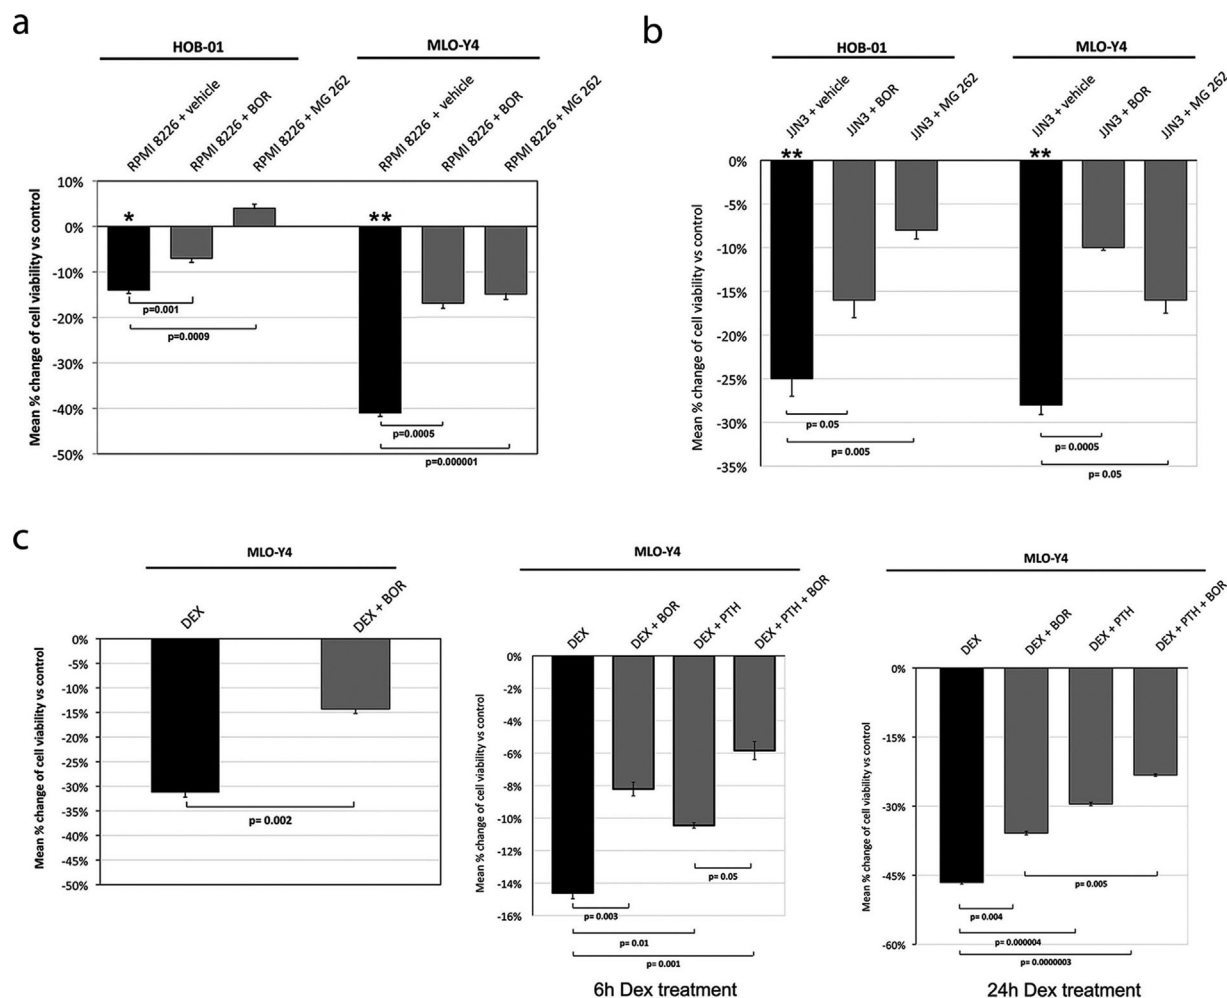 a
HOB-01
MLO-Y4
RPMI 8226 + vehicle
RPMI 8226 + BOR
RPMI 8226 + MG 262
RPMI 8226 + vehicle
RPMI 8226 + BOR
RPMI 8226 + MG 262
Mean % change of cell viability vs control
10%
0%
-10%
-20%
-30%
-40%
-50%
*
**
p=0.001
p=0.0009
p=0.0005
p=0.000001
b
HOB-01
MLO-Y4
JJN3 + vehicle
JJN3 + BOR
JJN3 + MG 262
JJN3 + vehicle
JJN3 + BOR
JJN3 + MG 262
Mean % change of cell viability vs control
0%
-5%
-10%
-15%
-20%
-25%
-30%
-35%
**
**
p= 0.05
p= 0.005
p= 0.0005
p= 0.05
c
MLO-Y4
DEX
DEX + BOR
Mean % change of cell viability vs control
0%
-5%
-10%
-15%
-20%
-25%
-30%
-35%
-40%
-45%
-50%
p= 0.002
MLO-Y4
DEX
DEX + BOR
DEX + PTH
DEX + PTH + BOR
Mean % change of cell viability vs control
0%
-2%
-4%
-6%
-8%
-10%
-12%
-14%
-16%
p= 0.05
p= 0.003
p= 0.01
p= 0.001
6h Dex treatment
MLO-Y4
DEX
DEX + BOR
DEX + PTH
DEX + PTH + BOR
Mean % change of cell viability vs control
0%
-15%
-30%
-45%
-60%
p= 0.005
p= 0.004
p= 0.000004
p= 0.0000003
24h Dex treatment